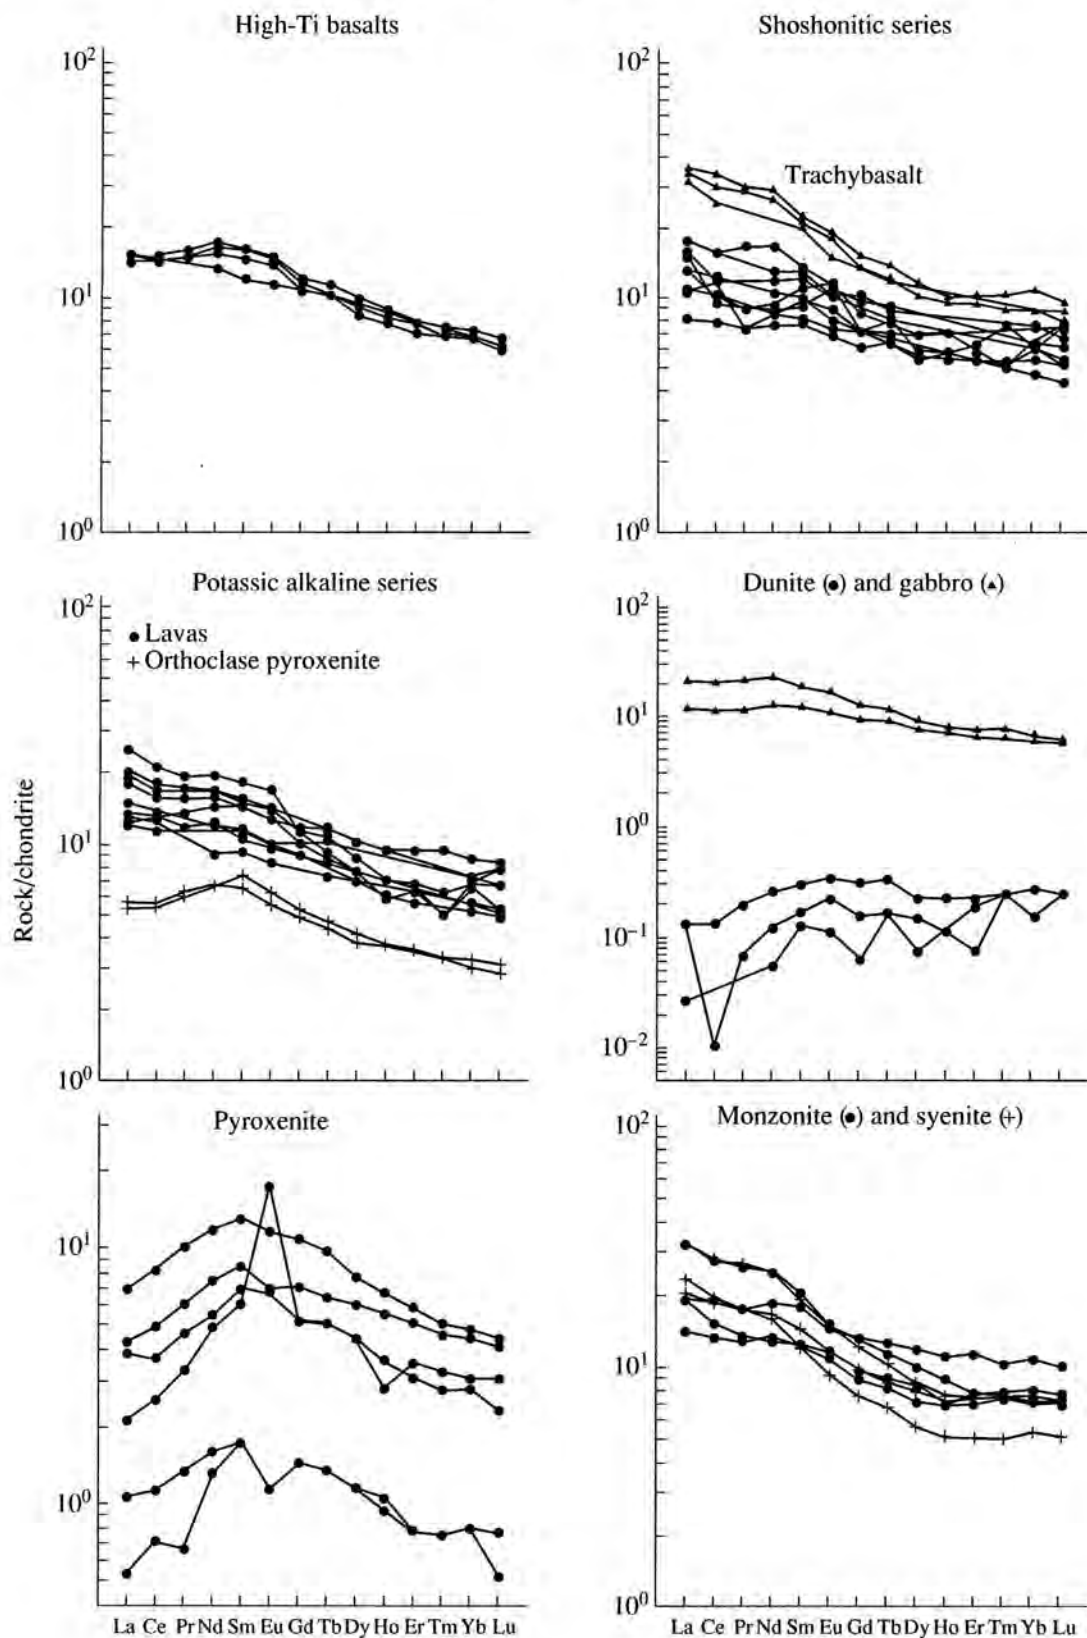 High-Ti basalts
10²
10¹
10⁰
Shoshonitic series
10²
Trachybasalt
10¹
10⁰
Potassic alkaline series
10²
Lavas
Orthoclase pyroxenite
10¹
10⁰
Rock/chondrite
Dunite (●) and gabbro (▲)
10²
10¹
10⁰
10⁻¹
10⁻²
Pyroxenite
10¹
10⁰
La Ce Pr Nd Sm Eu Gd Tb Dy Ho Er Tm Yb Lu
Monzonite (●) and syenite (+)
10²
10¹
10⁰
La Ce Pr Nd Sm Eu Gd Tb Dy Ho Er Tm Yb Lu